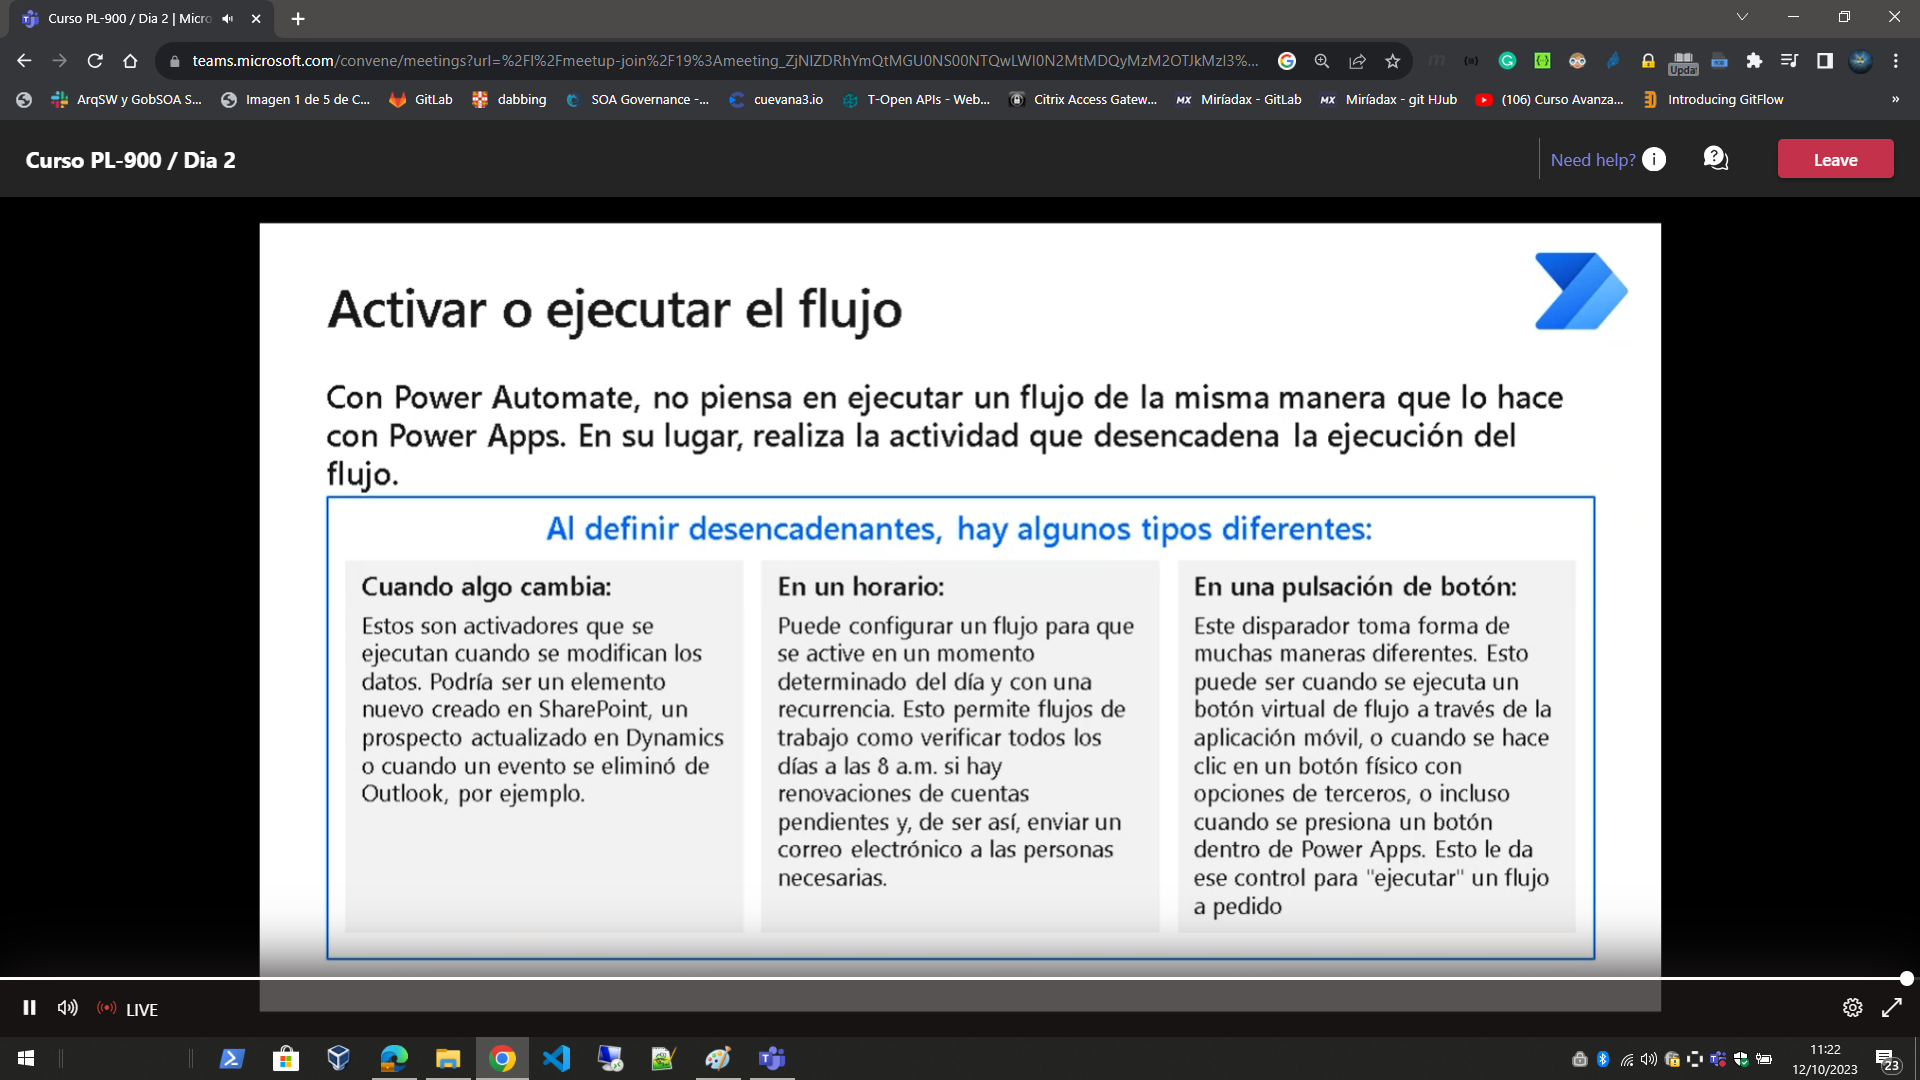 Curso PL-900 / Dia 2 | Micro
teams.microsoft.com/convene/meetings?url=%2Fl%2Fmeetup-join%2F19%3Ameeting_ZjNlZDRhYmQtMGU0NS00NTQwLWI0N2MtMDQyMzM2OTJkMzI3%...
Upda
ArqSW y GobSOA S...
Imagen 1 de 5 de C...
GitLab
dabbing
SOA Governance -...
cuevana3.io
T-Open APIs - Web...
Citrix Access Gatew...
MX Miríadax - GitLab
MX Miríadax - git HJub
(106) Curso Avanza...
Introducing GitFlow
»
Curso PL-900 / Dia 2
Need help?
Leave
Activar o ejecutar el flujo
Con Power Automate, no piensa en ejecutar un flujo de la misma manera que lo hace
con Power Apps. En su lugar, realiza la actividad que desencadena la ejecución del
flujo.
Al definir desencadenantes, hay algunos tipos diferentes:
Cuando algo cambia:
Estos son activadores que se
ejecutan cuando se modifican los
datos. Podría ser un elemento
nuevo creado en SharePoint, un
prospecto actualizado en Dynamics
o cuando un evento se eliminó de
Outlook, por ejemplo.
En un horario:
Puede configurar un flujo para que
se active en un momento
determinado del día y con una
recurrencia. Esto permite flujos de
trabajo como verificar todos los
días a las 8 a.m. si hay
renovaciones de cuentas
pendientes y, de ser así, enviar un
correo electrónico a las personas
necesarias.
En una pulsación de botón:
Este disparador toma forma de
muchas maneras diferentes. Esto
puede ser cuando se ejecuta un
botón virtual de flujo a través de la
aplicación móvil, o cuando se hace
clic en un botón físico con
opciones de terceros, o incluso
cuando se presiona un botón
dentro de Power Apps. Esto le da
ese control para "ejecutar" un flujo
a pedido
LIVE
11:22
12/10/2023
23